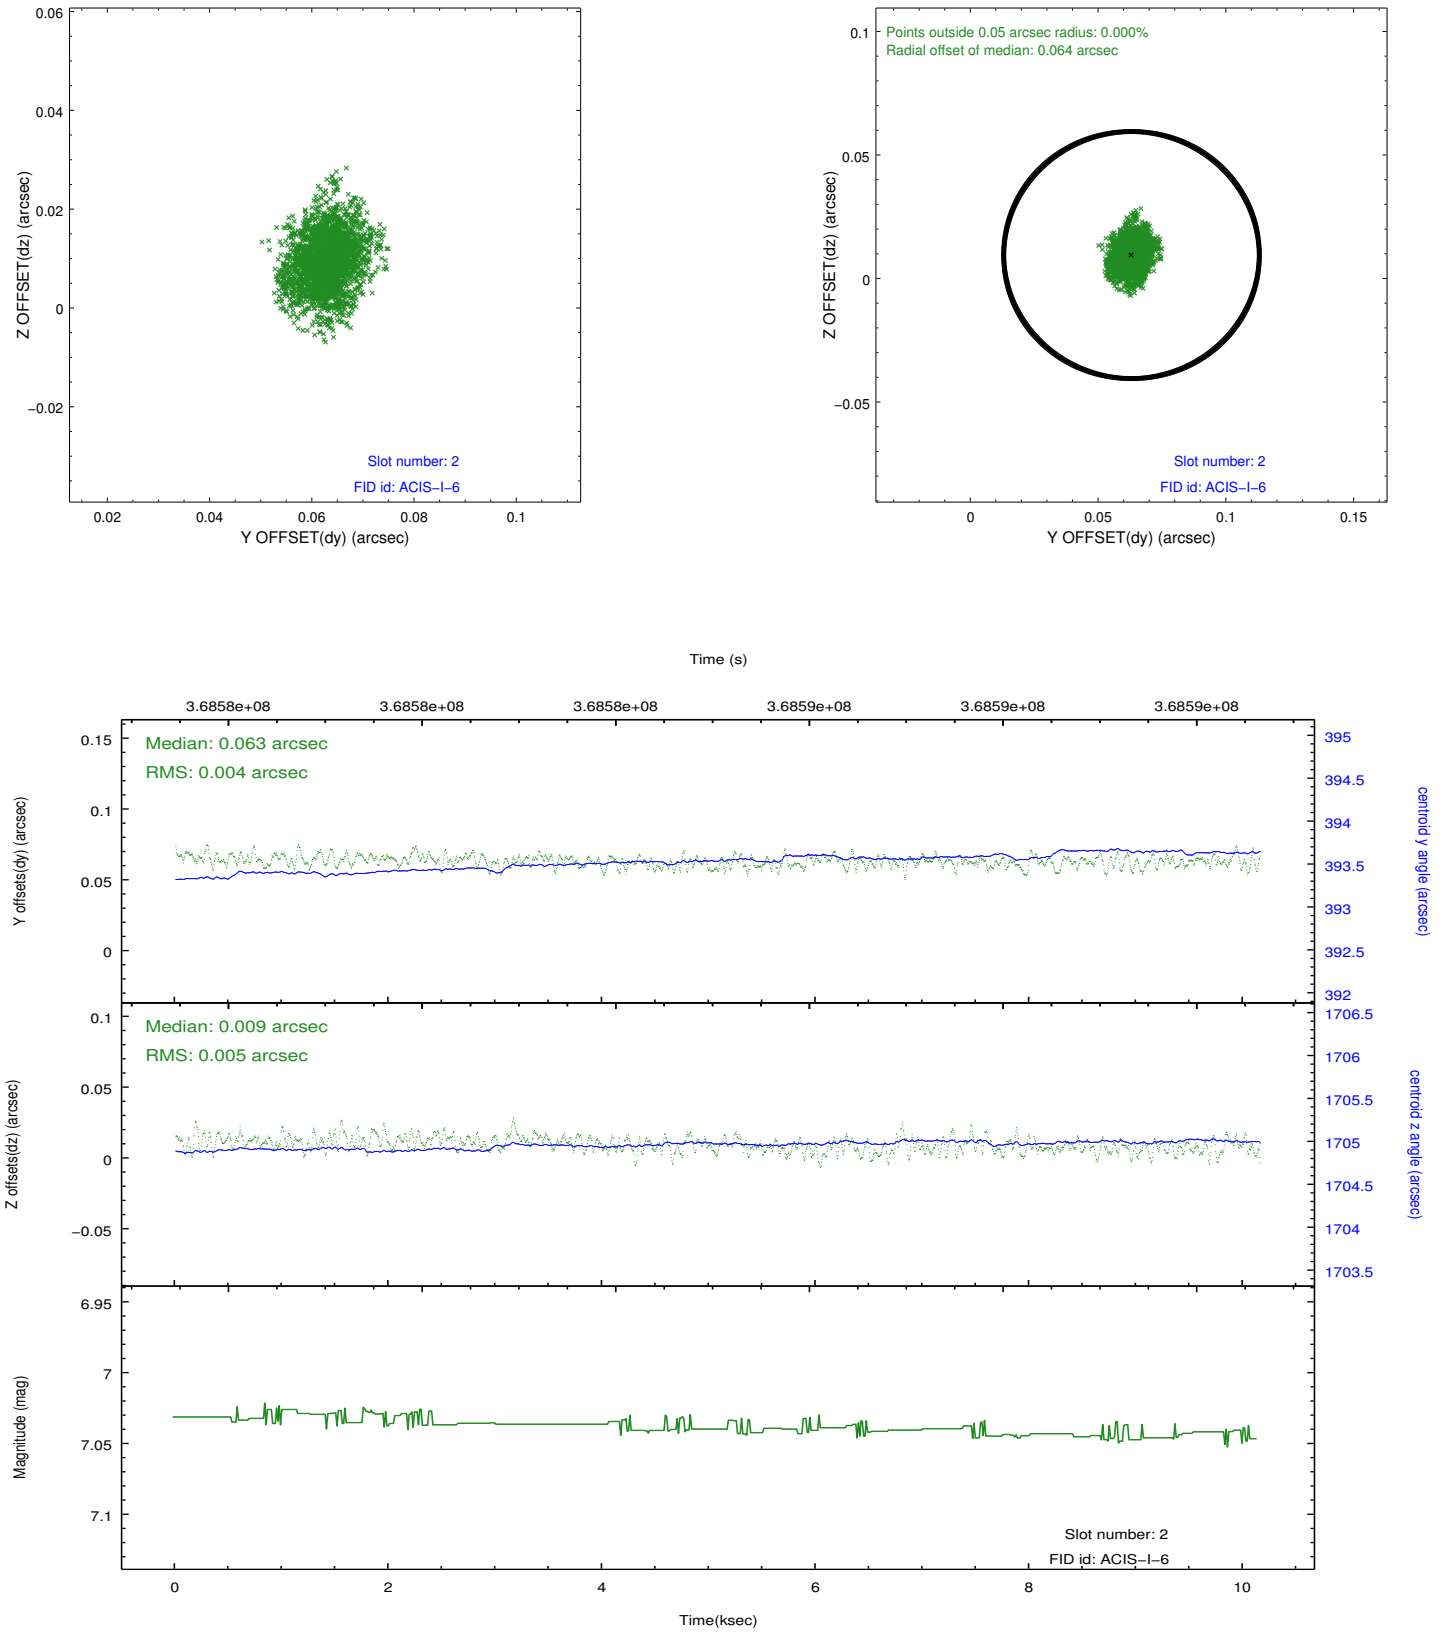 0.06
0.04
0.02
0
−0.02
Z OFFSET(dz) (arcsec)
Slot number: 2
FID id: ACIS−I−6
0.02 0.04 0.06 0.08 0.1
Y OFFSET(dy) (arcsec)
Points outside 0.05 arcsec radius: 0.000%
Radial offset of median: 0.064 arcsec
0.1
0.05
0
−0.05
Z OFFSET(dz) (arcsec)
Slot number: 2
FID id: ACIS−I−6
0 0.05 0.1 0.15
Y OFFSET(dy) (arcsec)
Time (s)
3.6858e+08 3.6858e+08 3.6858e+08 3.6859e+08 3.6859e+08 3.6859e+08
Median: 0.063 arcsec
RMS: 0.004 arcsec
0.15
0.1
0.05
0
Y offsets(dy) (arcsec)
395
394.5
394
393.5
393
392.5
392
centroid y angle (arcsec)
Median: 0.009 arcsec
RMS: 0.005 arcsec
0.1
0.05
0
−0.05
Z offsets(dz) (arcsec)
1706.5
1706
1705.5
1705
1704.5
1704
1703.5
centroid z angle (arcsec)
6.95
7
7.05
7.1
Magnitude (mag)
Slot number: 2
FID id: ACIS−I−6
0 2 4 6 8 10
Time(ksec)